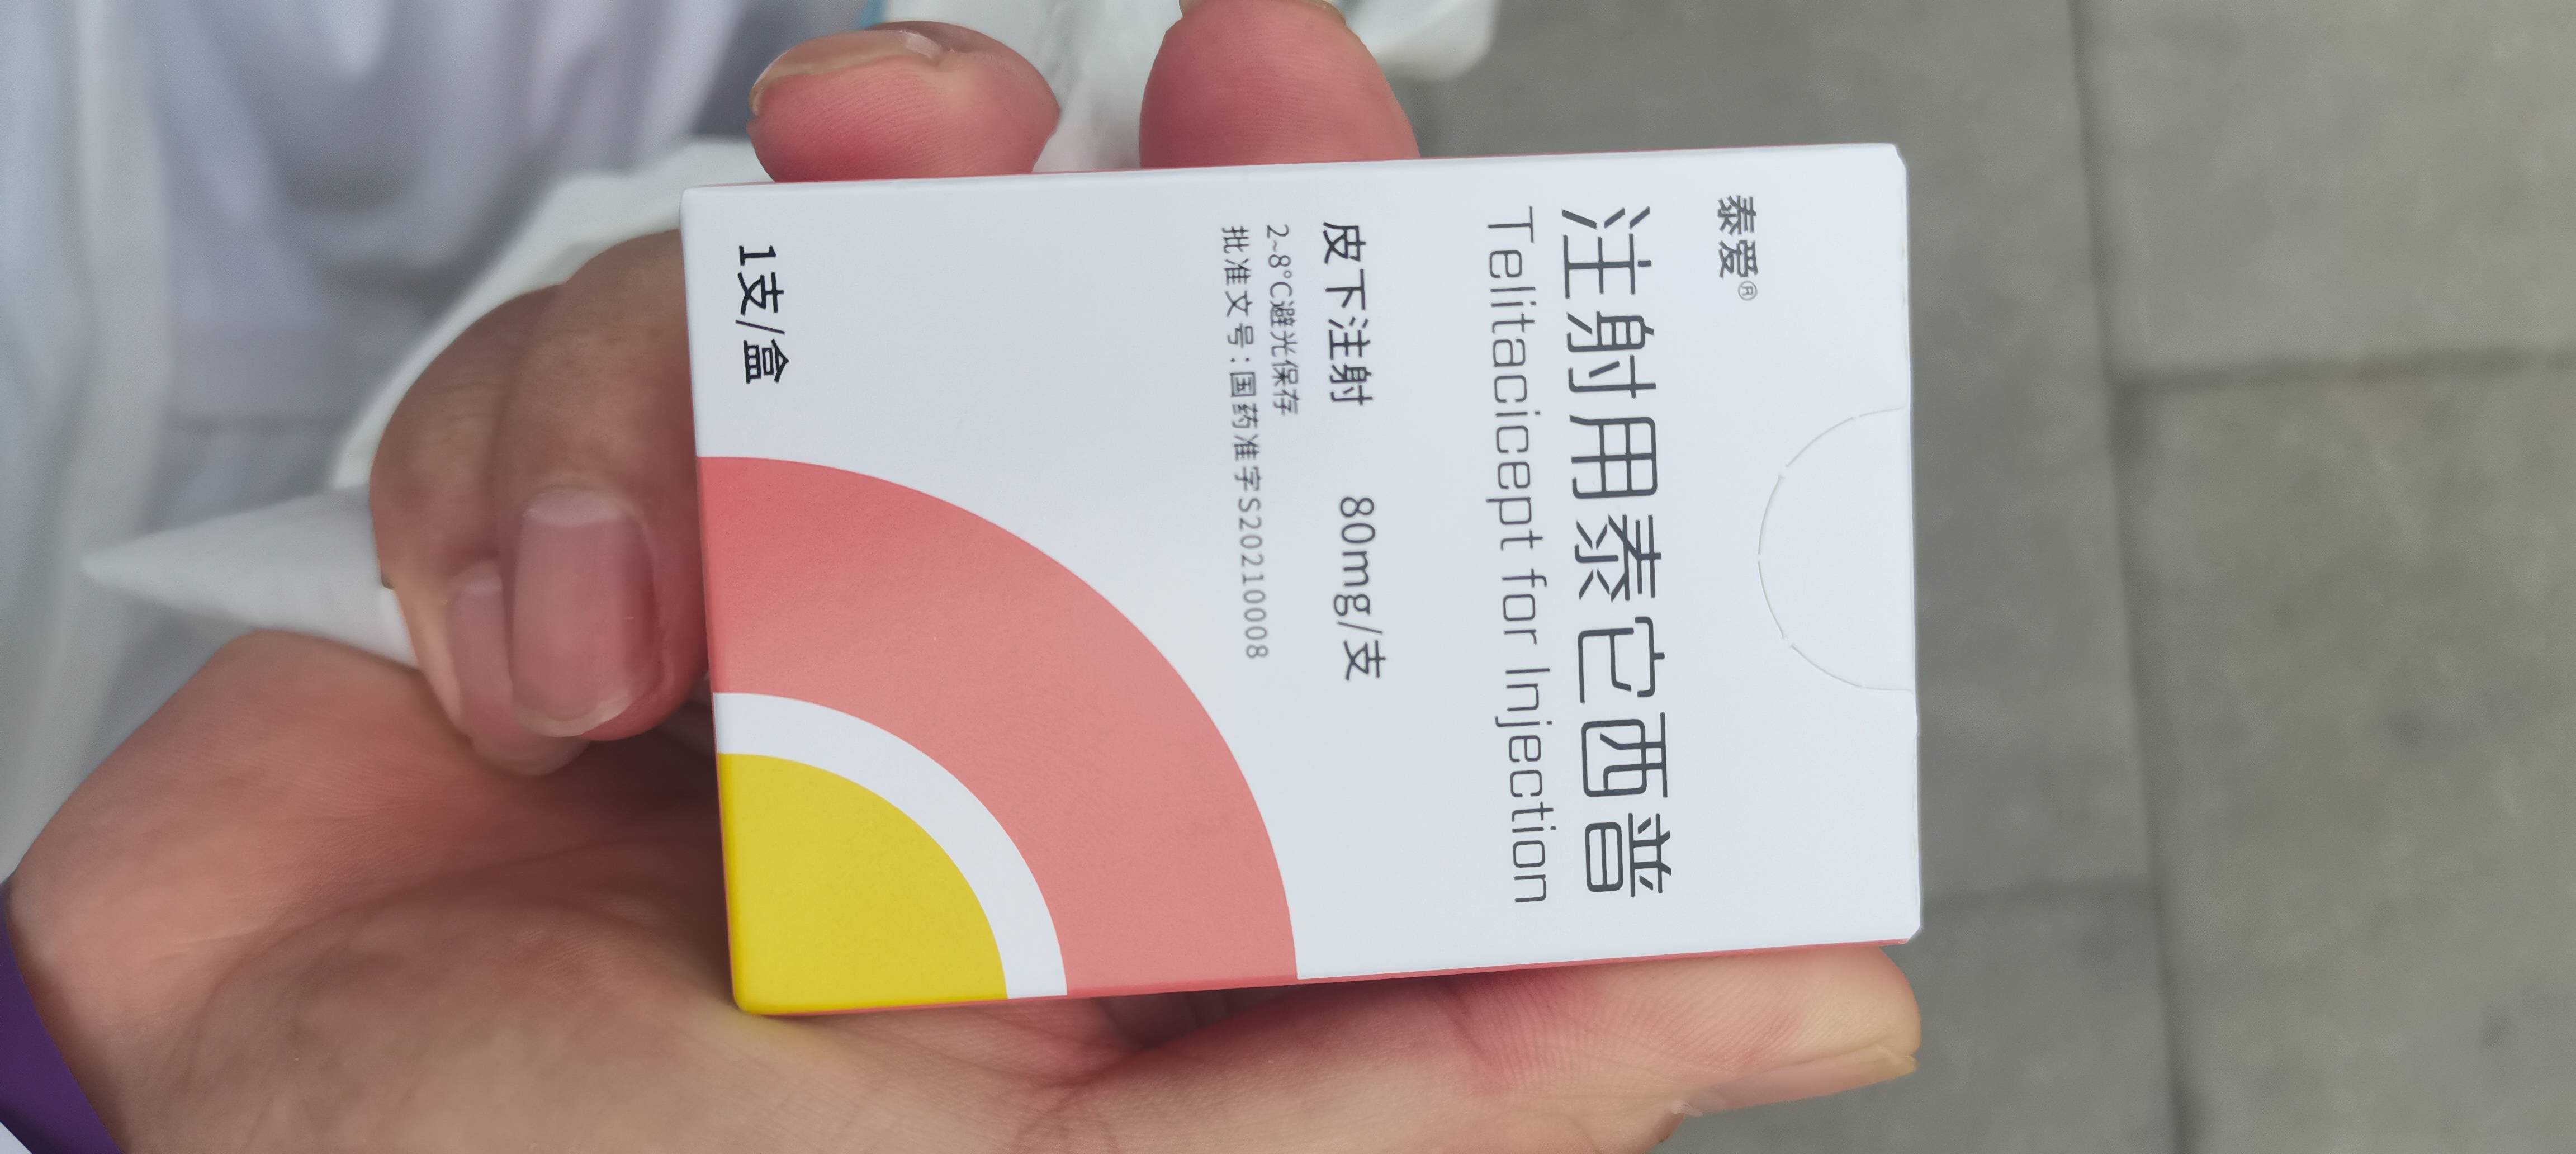 泰爱®
注射用泰它西普
Telitacicept for Injection
皮下注射 80mg/支
2~8°C避光保存
批准文号:国药准字S20210008
1支/盒